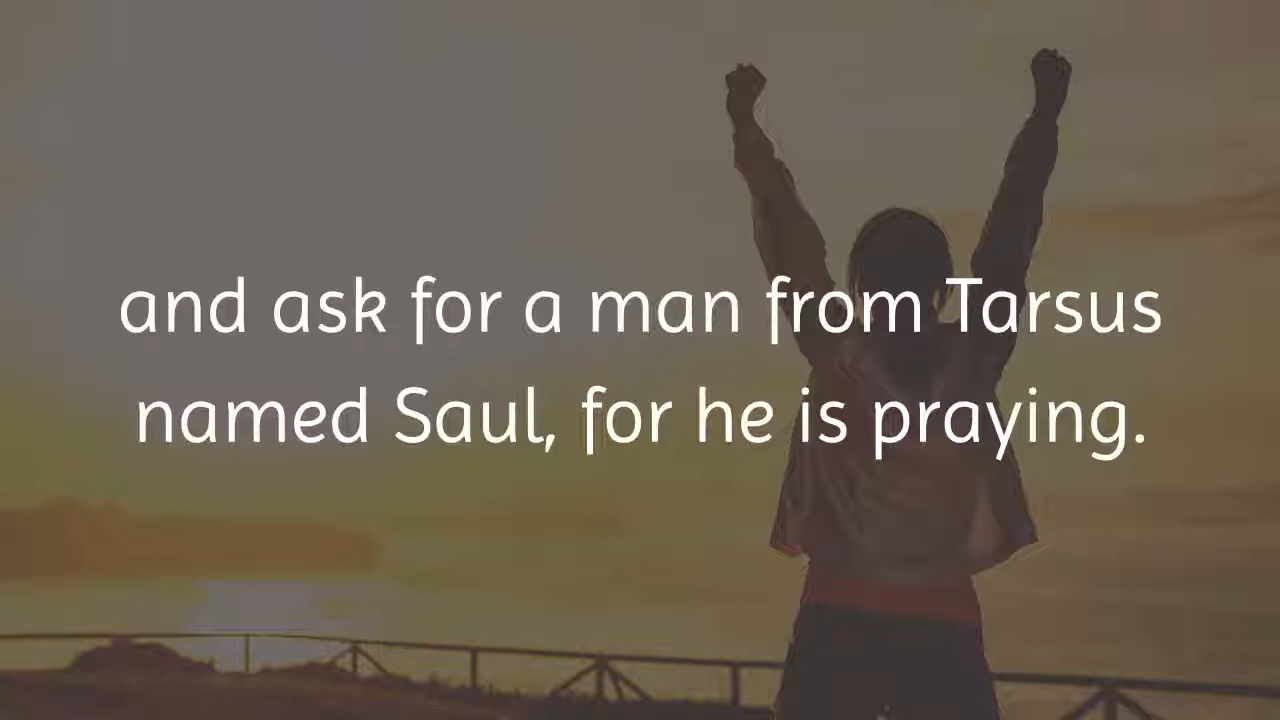 and ask for a man from Tarsus
named Saul, for he is praying.